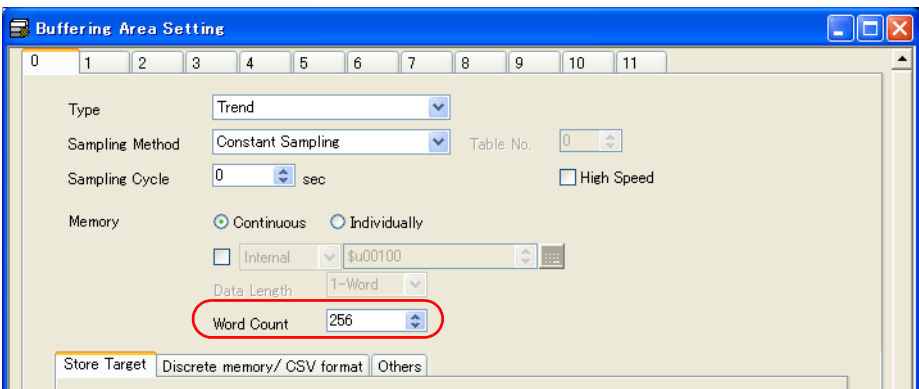 Buffering Area Setting
0 1 2 3 4 5 6 7 8 9 10 11
Type Trend
Sampling Method Constant Sampling Table No. 0
Sampling Cycle 0 sec High Speed
Memory Continuous Individually
Internal $u00100
Data Length 1-Word
Word Count 256
Store Target Discrete memory/ CSV format Others